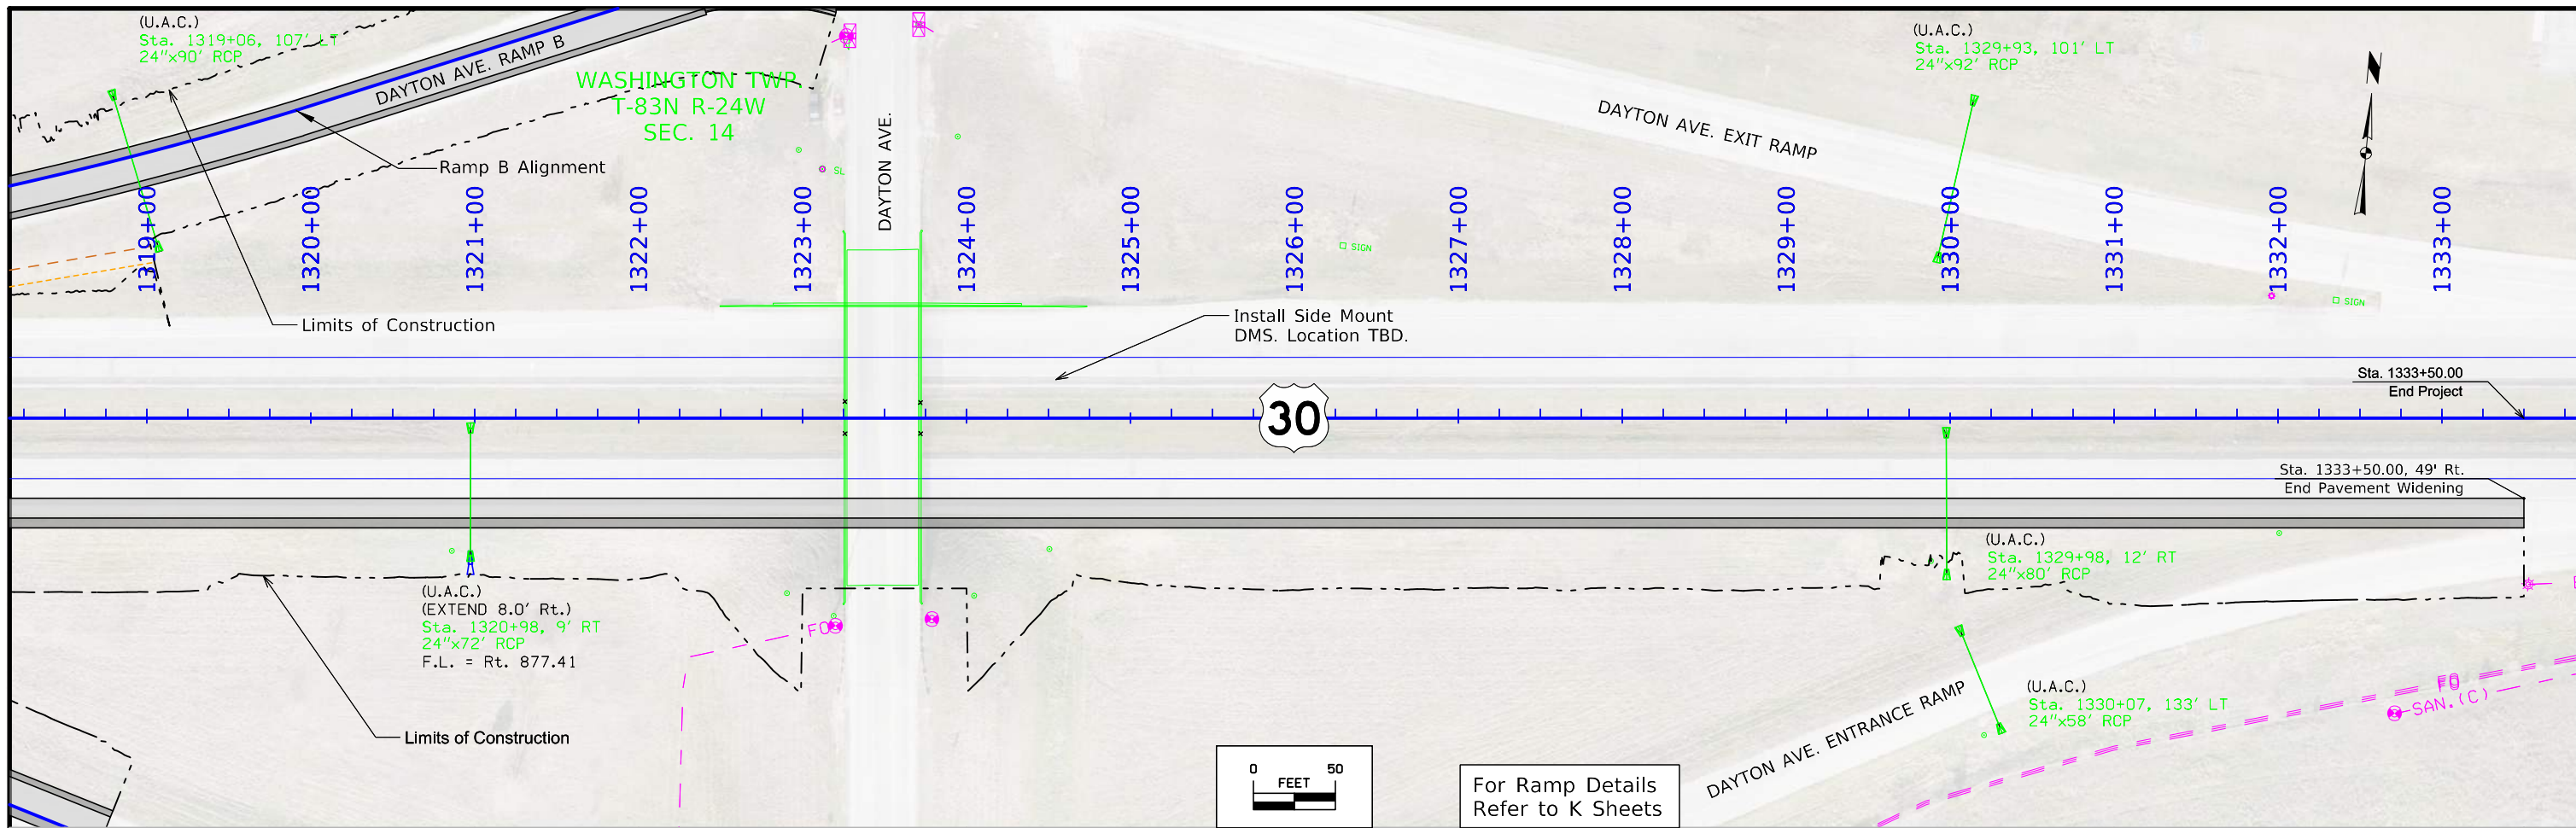 (U.A.C.)
Sta. 1319+06, 107' LT
24"x90' RCP
DAYTON AVE. RAMP B
WASHINGTON TWP.
T-83N R-24W
SEC. 14
Ramp B Alignment
SL
DAYTON AVE.
DAYTON AVE. EXIT RAMP
(U.A.C.)
Sta. 1329+93, 101' LT
24"x92' RCP
N
1319+00
1320+00
1321+00
1322+00
1323+00
1324+00
1325+00
1326+00
1327+00
1328+00
1329+00
1330+00
1331+00
1332+00
1333+00
SIGN
SIGN
Limits of Construction
Install Side Mount
DMS. Location TBD.
30
Sta. 1333+50.00
End Project
Sta. 1333+50.00, 49' Rt.
End Pavement Widening
(U.A.C.)
(EXTEND 8.0' Rt.)
Sta. 1320+98, 9' RT
24"x72' RCP
F.L. = Rt. 877.41
FO
(U.A.C.)
Sta. 1329+98, 12' RT
24"x80' RCP
Limits of Construction
(U.A.C.)
Sta. 1330+07, 133' LT
24"x58' RCP
DAYTON AVE. ENTRANCE RAMP
FO
FO
SAN.(C)
0 50
FEET
For Ramp Details
Refer to K Sheets